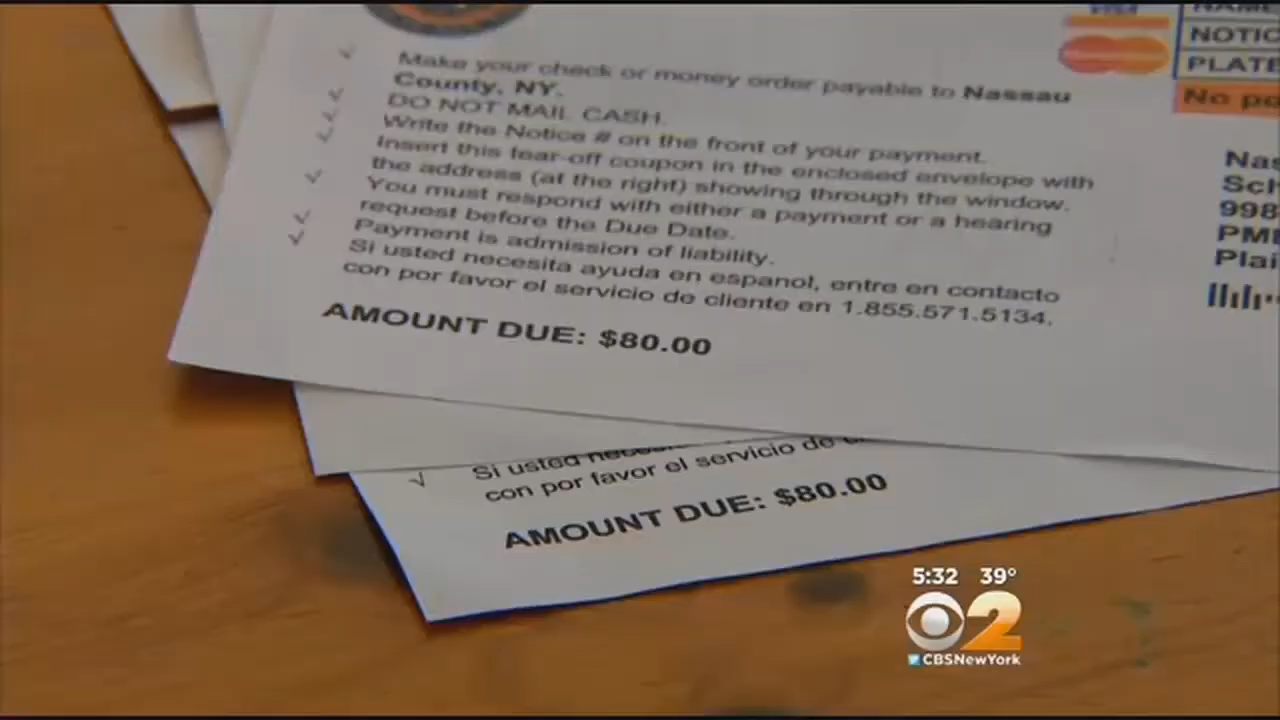 VISA
NAME
NOTIC
PLATE
No po
Make your check or money order payable to Nassau
County, NY.
DO NOT MAIL CASH.
Write the Notice # on the front of your payment.
Insert this tear-off coupon in the enclosed envelope with
the address (at the right) showing through the window.
You must respond with either a payment or a hearing
request before the Due Date.
Payment is admission of liability.
Si usted necesita ayuda en espanol, entre en contacto
con por favor el servicio de cliente en 1.855.571.5134.
AMOUNT DUE: $80.00
Nas
Sch
998
PMB
Plai
Si usted
con por favor el servicio de
AMOUNT DUE: $80.00
5:32 39°
2
CBSNewYork